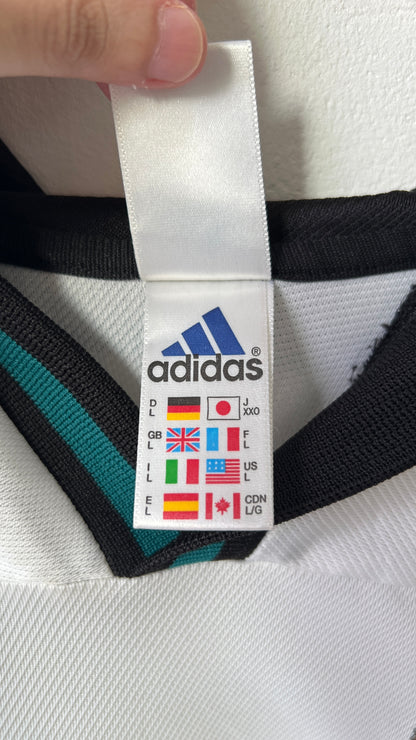 adidas®
D L J XXO
GB L F L
I L US L
E L CDN L/G